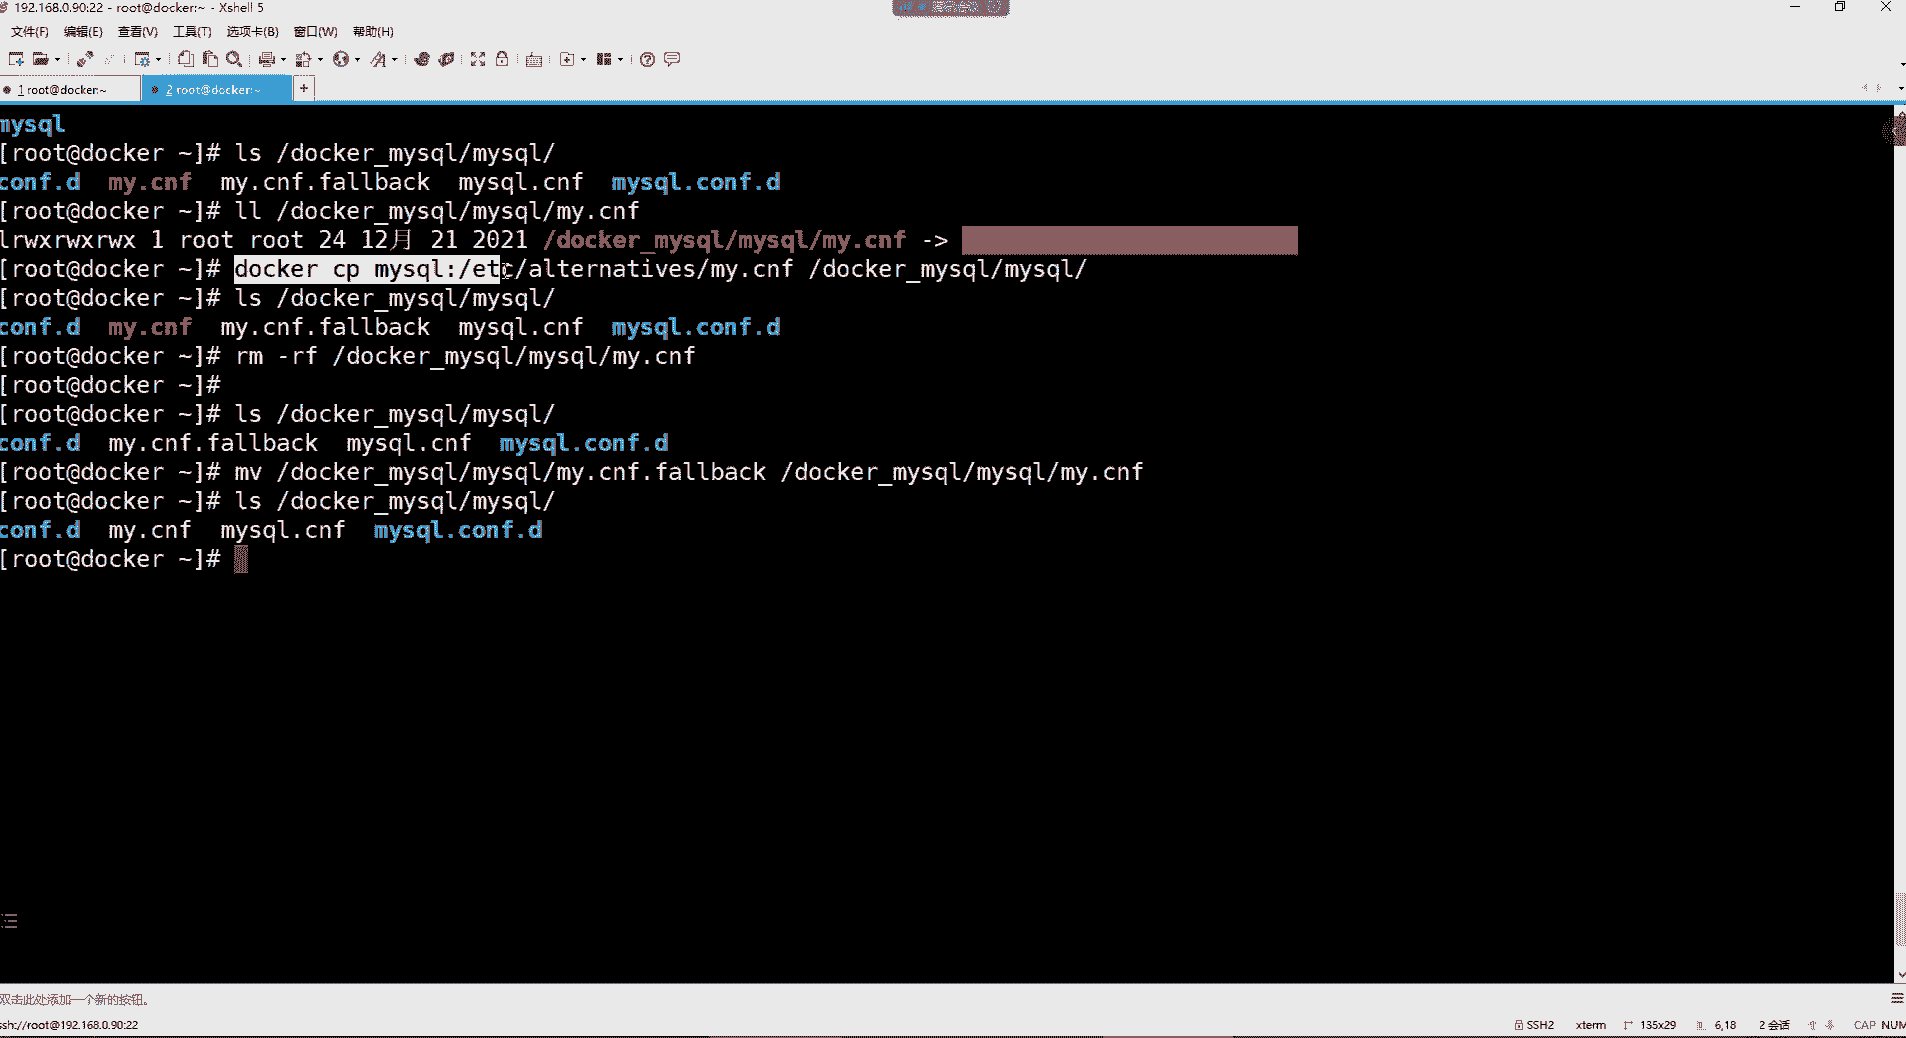 192.168.0.90:22 - root@docker:~ - Xshell 5
文件(F) 编辑(E) 查看(V) 工具(T) 选项卡(B) 窗口(W) 帮助(H)
1 root@docker:~ 2 root@docker:~ +
mysql
[root@docker ~]# ls /docker_mysql/mysql/
conf.d my.cnf my.cnf.fallback mysql.cnf mysql.conf.d
[root@docker ~]# ll /docker_mysql/mysql/my.cnf
lrwxrwxrwx 1 root root 24 12月 21 2021 /docker_mysql/mysql/my.cnf ->
[root@docker ~]# docker cp mysql:/etc/alternatives/my.cnf /docker_mysql/mysql/
[root@docker ~]# ls /docker_mysql/mysql/
conf.d my.cnf my.cnf.fallback mysql.cnf mysql.conf.d
[root@docker ~]# rm -rf /docker_mysql/mysql/my.cnf
[root@docker ~]#
[root@docker ~]# ls /docker_mysql/mysql/
conf.d my.cnf.fallback mysql.cnf mysql.conf.d
[root@docker ~]# mv /docker_mysql/mysql/my.cnf.fallback /docker_mysql/mysql/my.cnf
[root@docker ~]# ls /docker_mysql/mysql/
conf.d my.cnf mysql.cnf mysql.conf.d
[root@docker ~]#
双击此处添加一个新的按钮。
ssh://root@192.168.0.90:22 SSH2 xterm 135x29 6,18 2 会话 CAP NUM